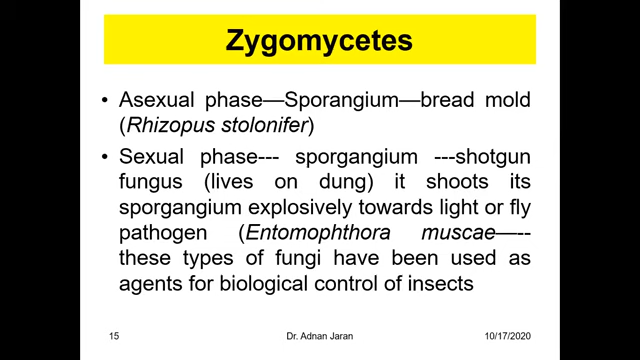 Zygomycetes
• Asexual phase—Sporangium—bread mold
(Rhizopus stolonifer)
• Sexual phase--- sporgangium ---shotgun
fungus (lives on dung) it shoots its
sporgangium explosively towards light or fly
pathogen (Entomophthora muscae—--
these types of fungi have been used as
agents for biological control of insects
15 Dr. Adnan Jaran 10/17/2020